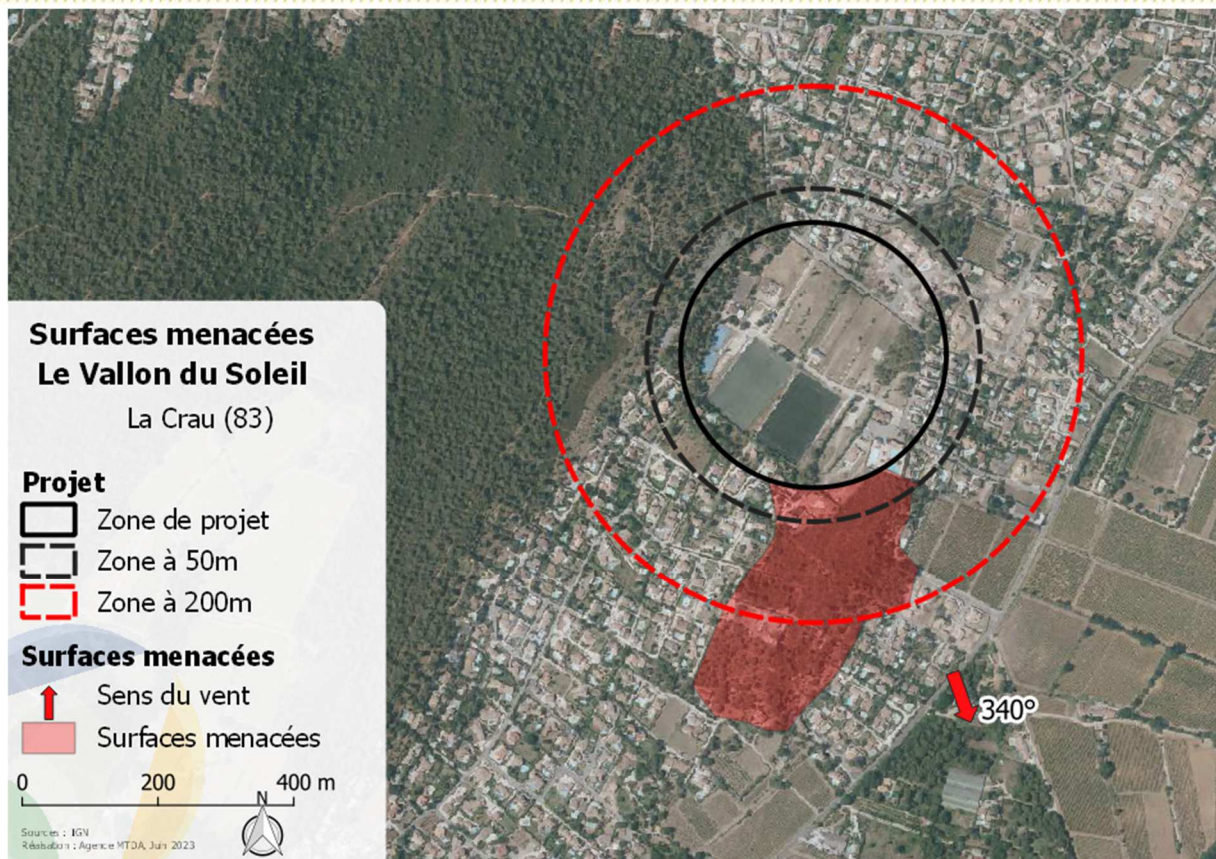 Surfaces menacées
Le Vallon du Soleil
La Crau (83)
Projet
Zone de projet
Zone à 50m
Zone à 200m
Surfaces menacées
Sens du vent
Surfaces menacées
0 200 400 m
N
Sources : IGN
Réalisation : Agence MTDA, Juin 2023
340°